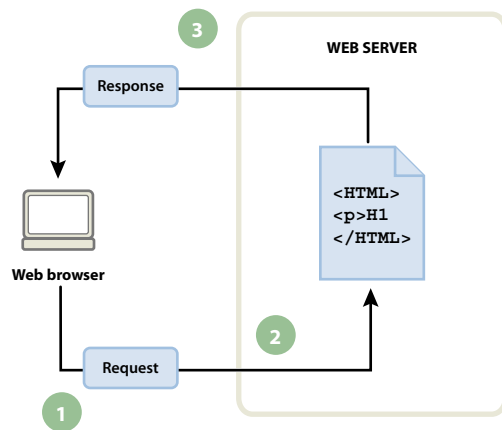 3
WEB SERVER
Response
<HTML>
<p>H1
</HTML>
Web browser
2
Request
1